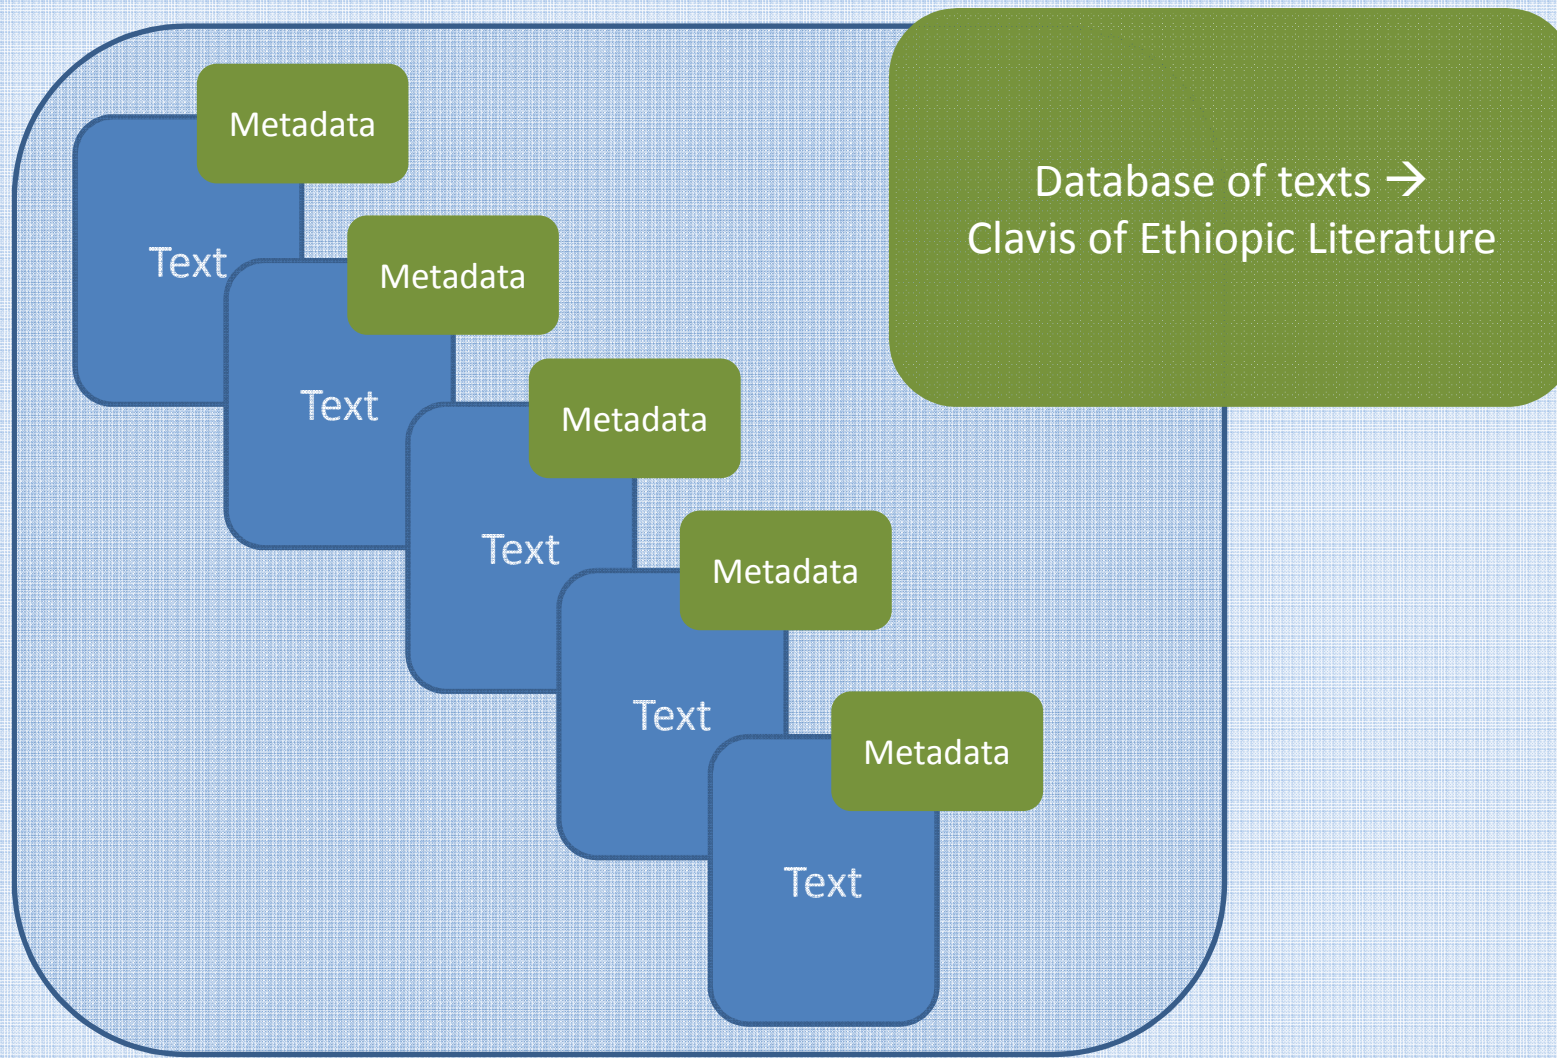 Metadata
Text
Database of texts →
Clavis of Ethiopic Literature
Metadata
Text
Metadata
Text
Metadata
Text
Metadata
Text